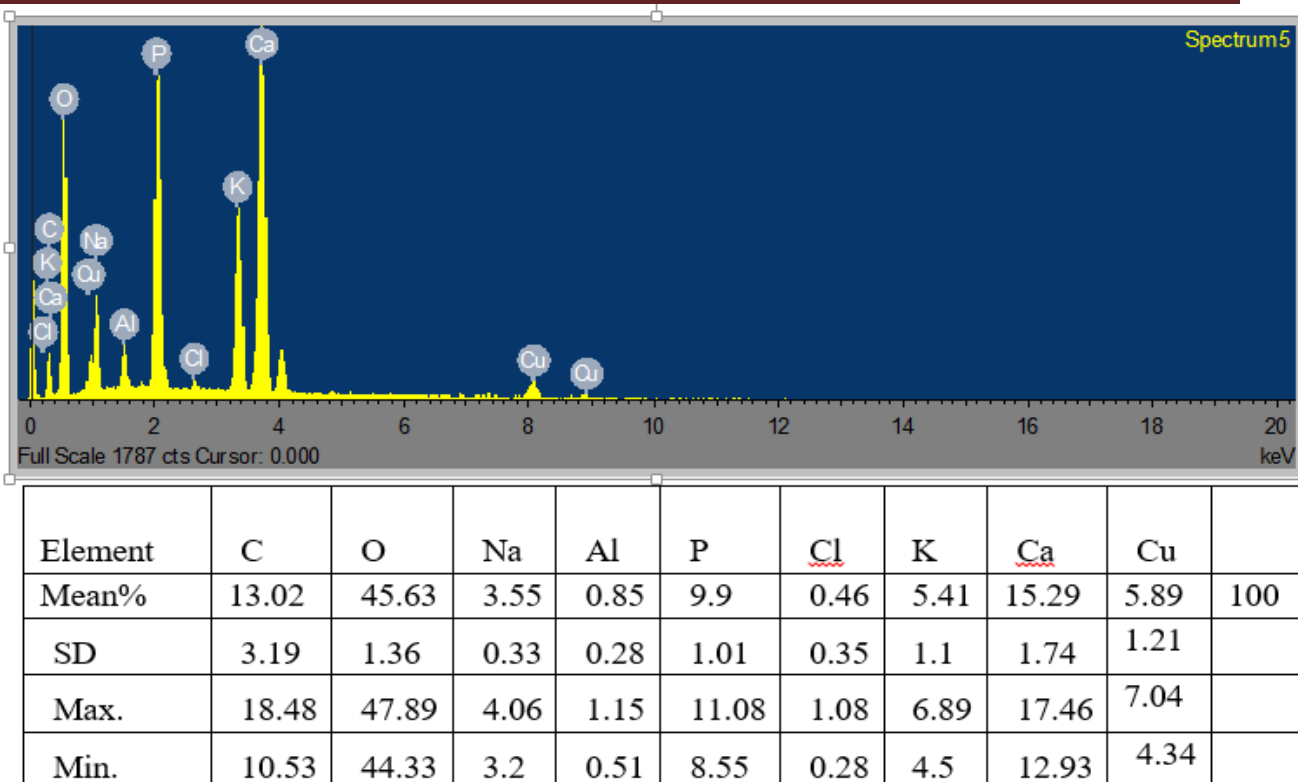 Spectrum 5
Ca
P
O
K
C
Na
K
Cu
Ca
Al
Cl
Cl
Cu
Cu
0 2 4 6 8 10 12 14 16 18 20
Full Scale 1787 cts Cursor: 0.000 keV
Element C O Na Al P Cl K Ca Cu
Mean% 13.02 45.63 3.55 0.85 9.9 0.46 5.41 15.29 5.89 100
SD 3.19 1.36 0.33 0.28 1.01 0.35 1.1 1.74 1.21
Max. 18.48 47.89 4.06 1.15 11.08 1.08 6.89 17.46 7.04
Min. 10.53 44.33 3.2 0.51 8.55 0.28 4.5 12.93 4.34